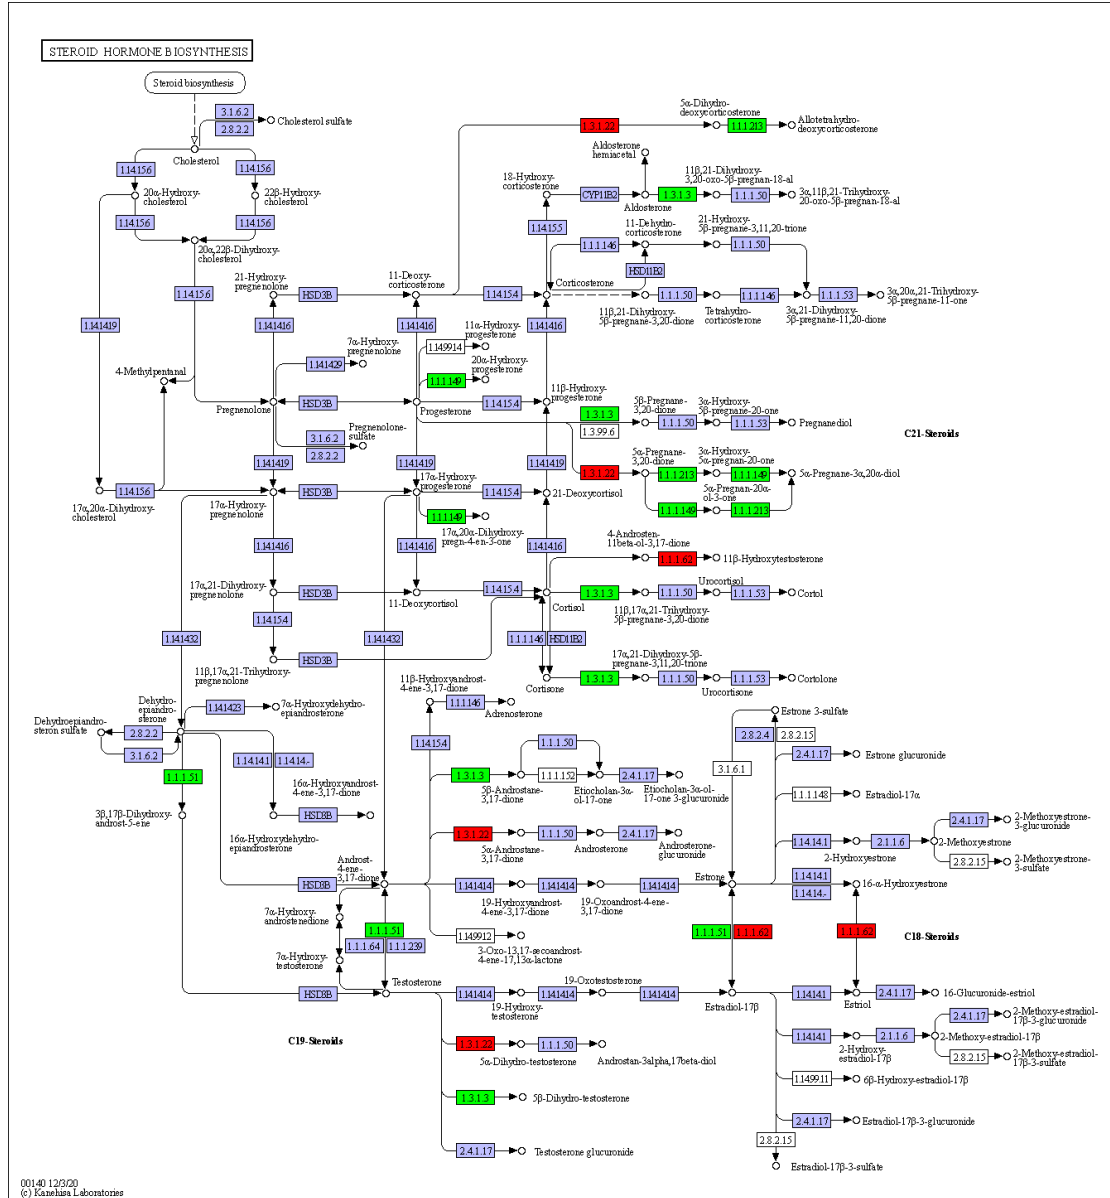 STEROID HORMONE BIOSYNTHESIS
Steroid biosynthesis
3.1.6.2
2.8.2.2
Cholesterol sulfate
Cholesterol
1.14.15.6
1.14.15.6
20α-Hydroxy-
cholesterol
22β-Hydroxy-
cholesterol
1.14.15.6
1.14.15.6
20α,22β-Dihydroxy-
cholesterol
1.14.15.6
1.14.14.19
4-Methylpentanal
1.14.15.6
17α,20α-Dihydroxy-
cholesterol
5α-Dihydro-
deoxycorticosterone
1.3.1.22
1.1.1.213
Allotetrahydro-
deoxycorticosterone
Aldosterone
hemiacetal
18-Hydroxy-
corticosterone
CYP11B2
Aldosterone
11β,21-Dihydroxy-
3,20-oxo-5β-pregnan-18-al
1.3.1.3
1.1.1.50
3α,11β,21-Trihydroxy-
20-oxo-5β-pregnan-18-al
1.14.15.5
11-Dehydro-
corticosterone
21-Hydroxy-
5β-pregnane-3,11,20-trione
1.1.1.146
1.1.1.50
HSD11B2
21-Hydroxy-
pregnenolone
HSD3B
11-Deoxy-
corticosterone
1.14.15.4
Corticosterone
1.1.1.50
1.1.1.146
1.1.1.53
3α,20α,21-Trihydroxy-
5β-pregnane-11-one
11β,21-Dihydroxy-
5β-pregnane-3,20-dione
Tetrahydro-
corticosterone
3α,21-Dihydroxy-
5β-pregnane-11,20-dione
1.14.14.16
1.14.14.16
1.14.14.16
11α-Hydroxy-
progesterone
1.14.99.14
7α-Hydroxy-
pregnenolone
1.14.14.29
20α-Hydroxy-
progesterone
1.1.1.149
Pregnenolone
HSD3B
Progesterone
1.14.15.4
11β-Hydroxy-
progesterone
5β-Pregnane-
3,20-dione
3α-Hydroxy-
5β-pregnane-20-one
1.3.1.3
1.3.99.6
1.1.1.50
1.1.1.53
Pregnanediol
C21-Steroids
Pregnenolone-
sulfate
3.1.6.2
2.8.2.2
1.14.14.19
1.14.14.19
1.14.14.19
5α-Pregnane-
3,20-dione
3α-Hydroxy-
5α-pregnan-20-one
1.3.1.22
1.1.1.213
1.1.1.149
5α-Pregnane-3α,20α-diol
5α-Pregnan-20α-
ol-3-one
1.1.1.149
1.1.1.213
17α-Hydroxy-
pregnenolone
HSD3B
17α-Hydroxy-
progesterone
1.14.15.4
21-Deoxycortisol
1.1.1.149
17α,20α-Dihydroxy-
pregn-4-en-3-one
1.14.14.16
1.14.14.16
1.14.14.16
4-Androsten-
11beta-ol-3,17-dione
1.1.1.62
11β-Hydroxytestosterone
17α,21-Dihydroxy-
pregnenolone
HSD3B
11-Deoxycortisol
1.14.15.4
Cortisol
1.3.1.3
1.1.1.50
Urocortisol
1.1.1.53
Cortol
11β,17α,21-Trihydroxy-
5β-pregnane-3,20-dione
1.14.15.4
1.14.14.32
1.14.14.32
1.1.1.146
HSD11B2
HSD3B
11β,17α,21-Trihydroxy-
pregnenolone
17α,21-Dihydroxy-5β-
pregnane-3,11,20-trione
Cortisone
1.3.1.3
1.1.1.50
Urocortisone
1.1.1.53
Cortolone
11β-Hydroxyandrost-
4-ene-3,17-dione
1.1.1.146
Adrenosterone
1.14.15.4
Dehydro-
epiandro-
sterone
1.14.14.23
7α-Hydroxydehydro-
epiandrosterone
Dehydroepiandro-
steron sulfate
2.8.2.2
3.1.6.2
1.14.14.1
1.14.14.-
1.1.1.51
16α-Hydroxyandrost-
4-ene-3,17-dione
HSD3B
3β,17β-Dihydroxy-
androst-5-ene
16α-Hydroxydehydro-
epiandrosterone
1.1.1.50
1.3.1.3
1.1.1.152
2.4.1.17
5β-Androstane-
3,17-dione
Etiocholan-3α-
ol-17-one
Etiocholan-3α-ol-
17-one 3-glucuronide
1.3.1.22
1.1.1.50
2.4.1.17
5α-Androstane-
3,17-dione
Androsterone
Androsterone-
glucuronide
Estrone 3-sulfate
2.8.2.4
2.8.2.15
3.1.6.1
2.4.1.17
Estrone glucuronide
1.1.1.148
Estradiol-17α
1.14.14.1
2-Hydroxyestrone
2.1.1.6
2-Methoxyestrone
2.4.1.17
2-Methoxyestrone-
3-glucuronide
2.8.2.15
2-Methoxyestrone-
3-sulfate
Androst-
4-ene-
3,17-dione
HSD3B
1.14.14.14
1.14.14.14
1.14.14.14
Estrone
1.14.14.1
1.14.14.-
16-α-Hydroxyestrone
19-Hydroxyandrost-
4-ene-3,17-dione
19-Oxoandrost-4-ene-
3,17-dione
7α-Hydroxy-
androstenedione
7α-Hydroxy-
testosterone
1.1.1.51
1.1.1.64
1.1.1.239
1.14.99.12
3-Oxo-13,17-secoandrost-
4-ene-17,13α-lactone
1.1.1.51
1.1.1.62
1.1.1.62
C18-Steroids
Testosterone
HSD3B
1.14.14.14
1.14.14.14
1.14.14.14
19-Hydroxy-
testosterone
19-Oxotestosterone
Estradiol-17β
1.14.14.1
Estriol
2.4.1.17
16-Glucuronide-estriol
C19-Steroids
1.3.1.22
1.1.1.50
5α-Dihydro-testosterone
Androstan-3alpha,17beta-diol
1.14.14.1
2-Hydroxy-
estradiol-17β
2.1.1.6
2-Methoxy-estradiol-17β
2.4.1.17
2-Methoxy-estradiol-
17β-3-glucuronide
2.8.2.15
2-Methoxy-estradiol-
17β-3-sulfate
1.14.99.11
6β-Hydroxy-estradiol-17β
1.3.1.3
5β-Dihydro-testosterone
2.4.1.17
Estradiol-17β-3-glucuronide
2.4.1.17
Testosterone glucuronide
2.8.2.15
Estradiol-17β-3-sulfate
00140 12/3/20
(c) Kanehisa Laboratories